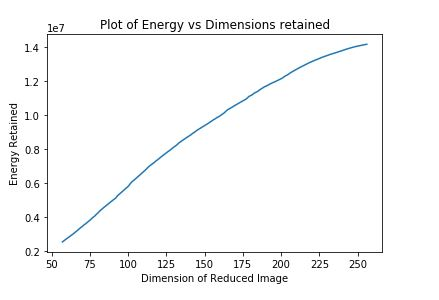 Plot of Energy vs Dimensions retained
1e7
1.4
1.2
1.0
0.8
0.6
0.4
0.2
Energy Retained
50 75 100 125 150 175 200 225 250
Dimension of Reduced Image